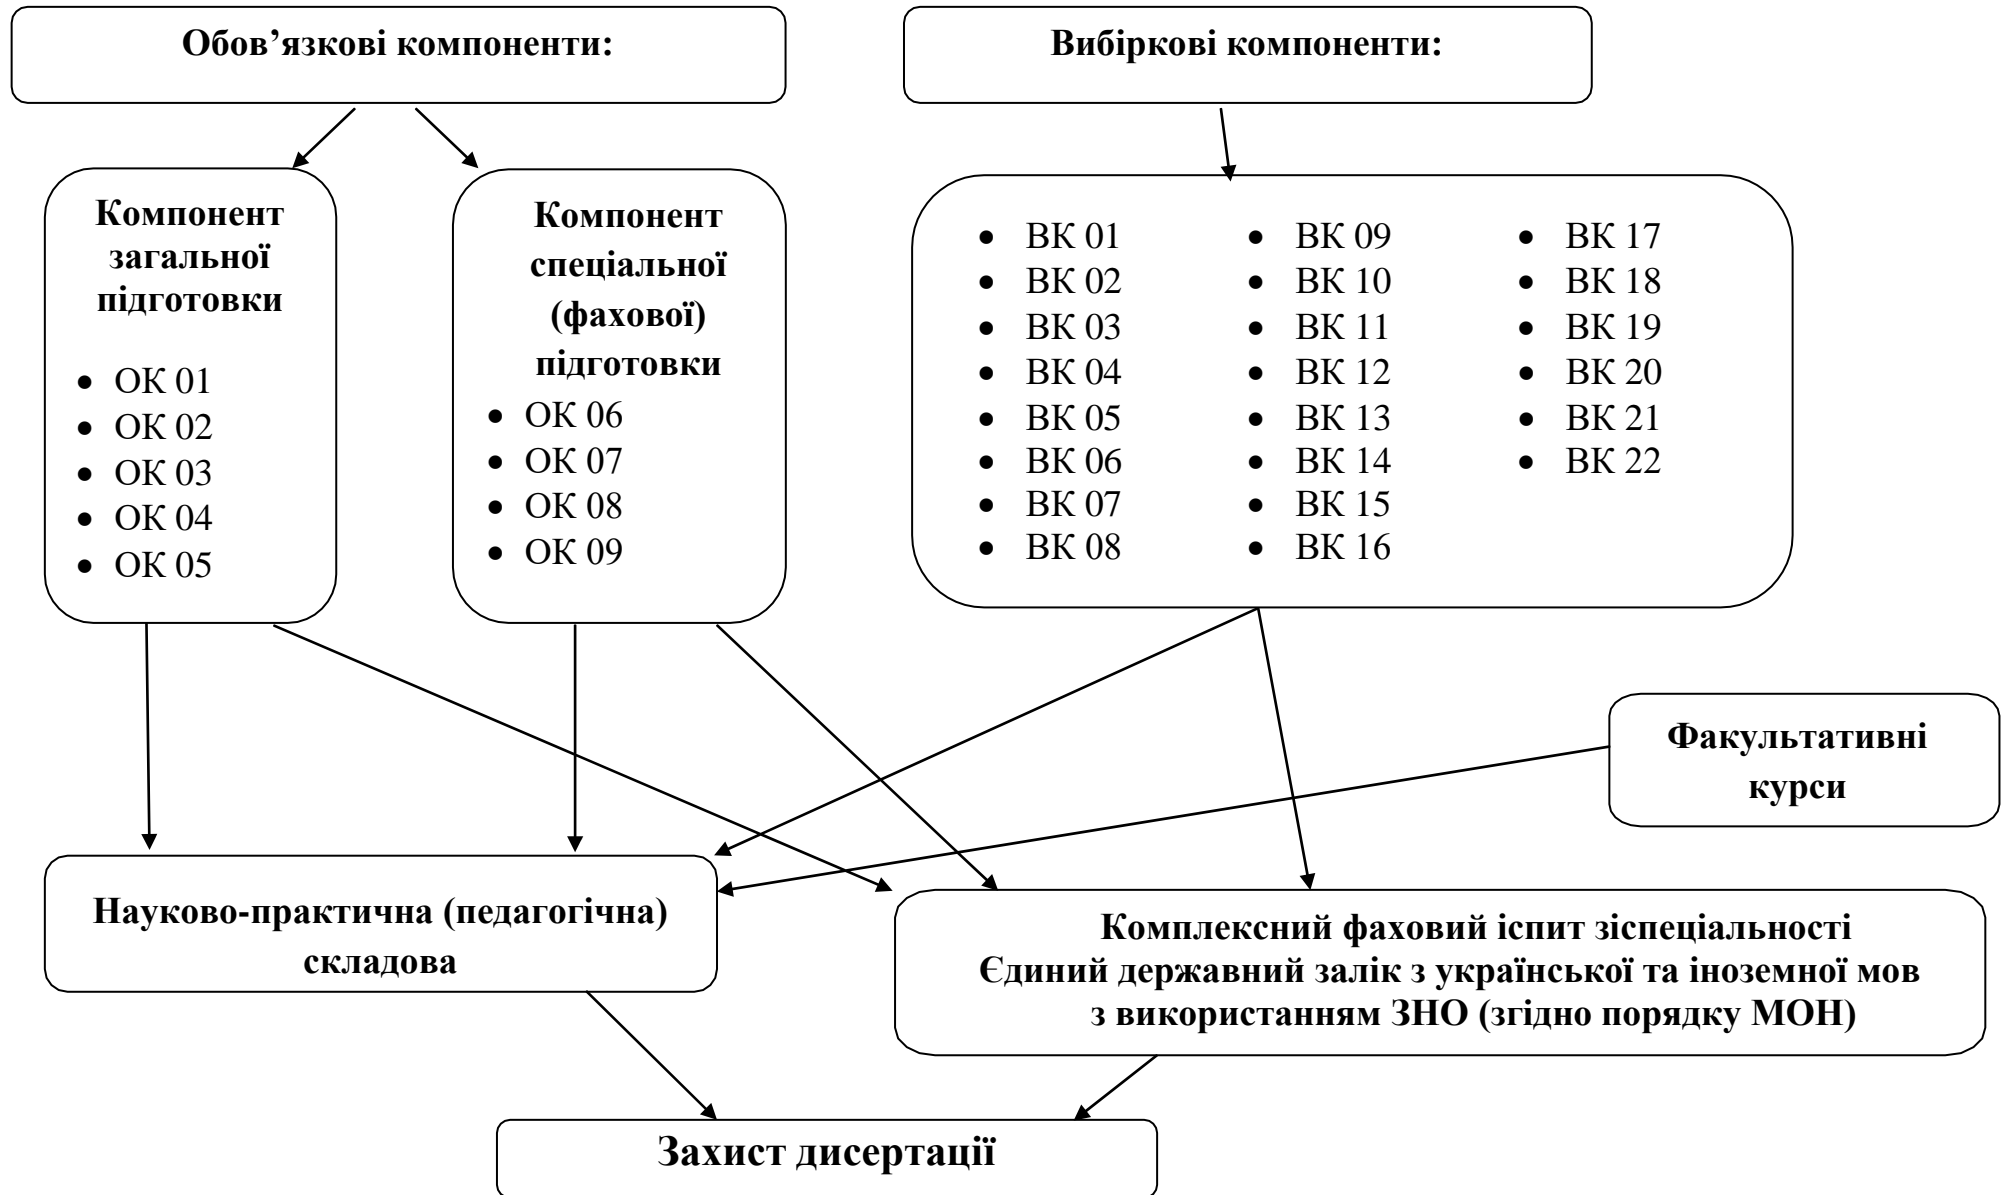 Обов’язкові компоненти:
Вибіркові компоненти:
Компонент
загальної
підготовки
• ОК 01
• ОК 02
• ОК 03
• ОК 04
• ОК 05
Компонент
спеціальної
(фахової)
підготовки
• ОК 06
• ОК 07
• ОК 08
• ОК 09
• ВК 01
• ВК 02
• ВК 03
• ВК 04
• ВК 05
• ВК 06
• ВК 07
• ВК 08
• ВК 09
• ВК 10
• ВК 11
• ВК 12
• ВК 13
• ВК 14
• ВК 15
• ВК 16
• ВК 17
• ВК 18
• ВК 19
• ВК 20
• ВК 21
• ВК 22
Факультативні
курси
Науково-практична (педагогічна)
складова
Комплексний фаховий іспит зіспеціальності
Єдиний державний залік з української та іноземної мов
з використанням ЗНО (згідно порядку МОН)
Захист дисертації